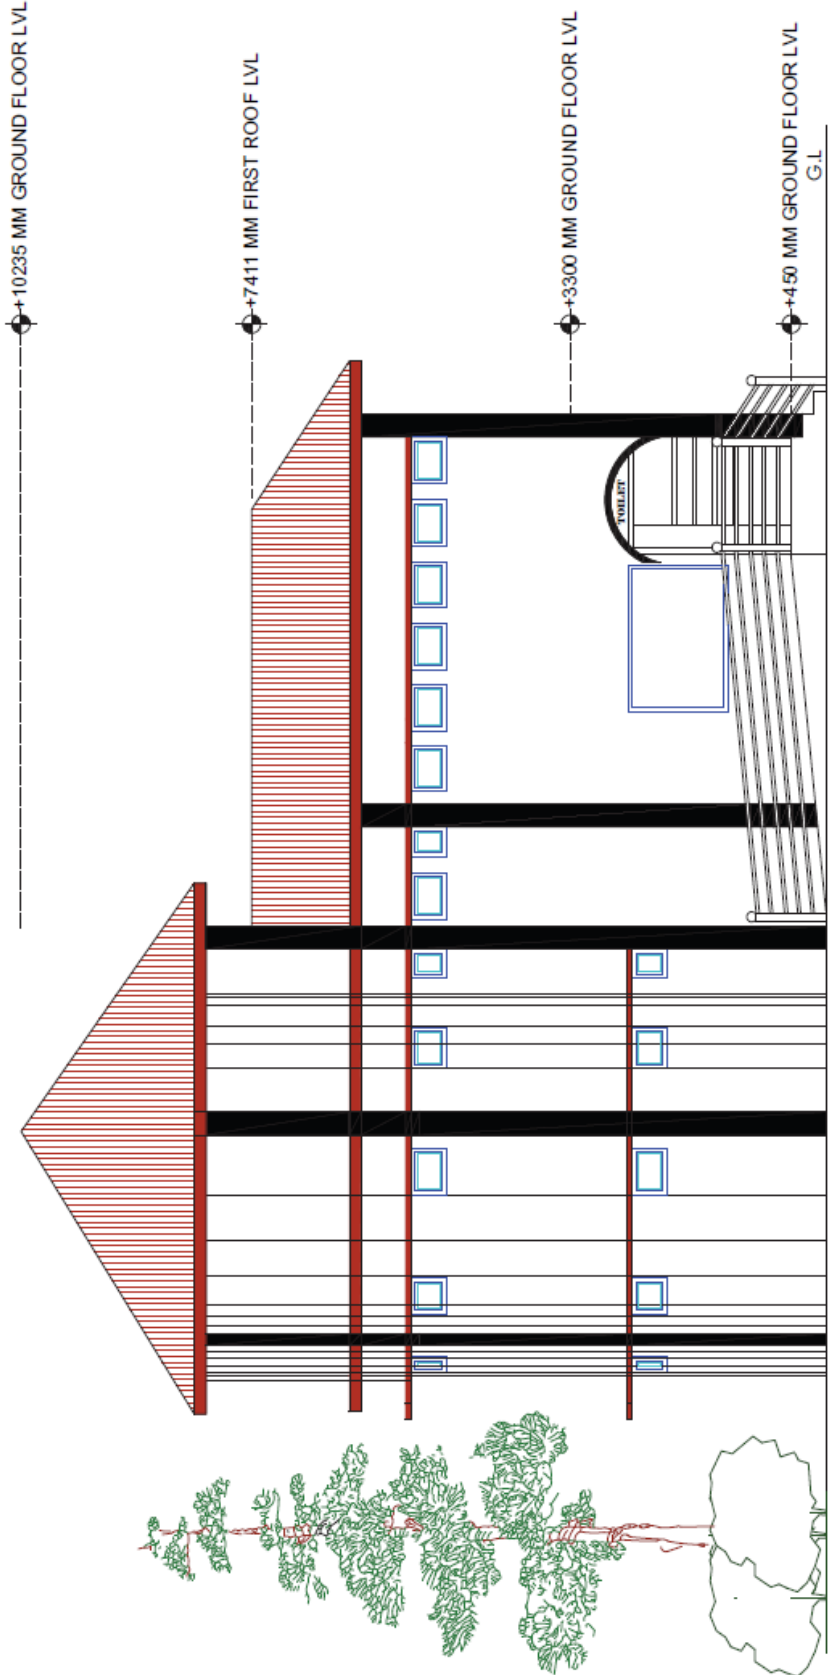 +10235 MM GROUND FLOOR LVL
+7411 MM FIRST ROOF LVL
+3300 MM GROUND FLOOR LVL
+450 MM GROUND FLOOR LVL
G.L
TOILET